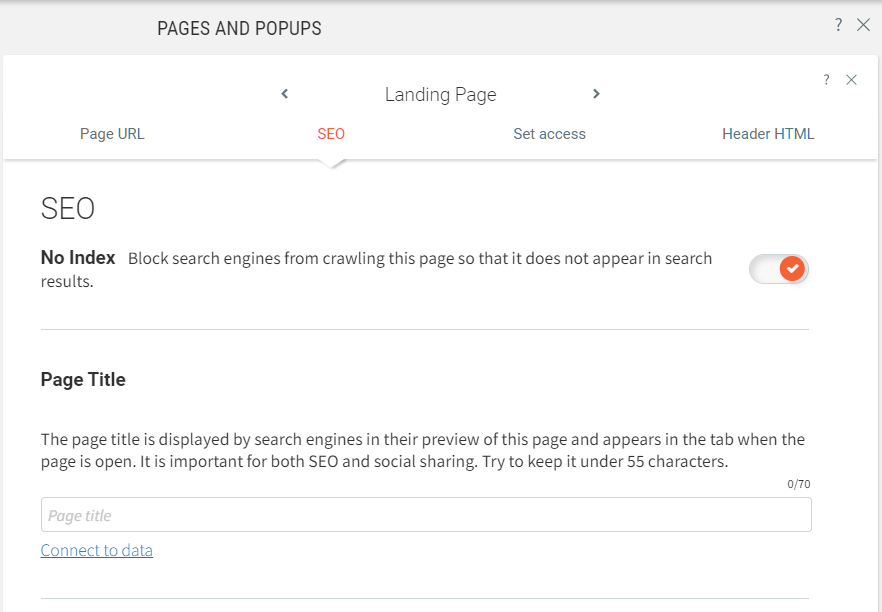 PAGES AND POPUPS ?
?
Landing Page
Page URL SEO Set access Header HTML
SEO
No Index Block search engines from crawling this page so that it does not appear in search
results.
Page Title
The page title is displayed by search engines in their preview of this page and appears in the tab when the
page is open. It is important for both SEO and social sharing. Try to keep it under 55 characters.
0/70
Page title
Connect to data